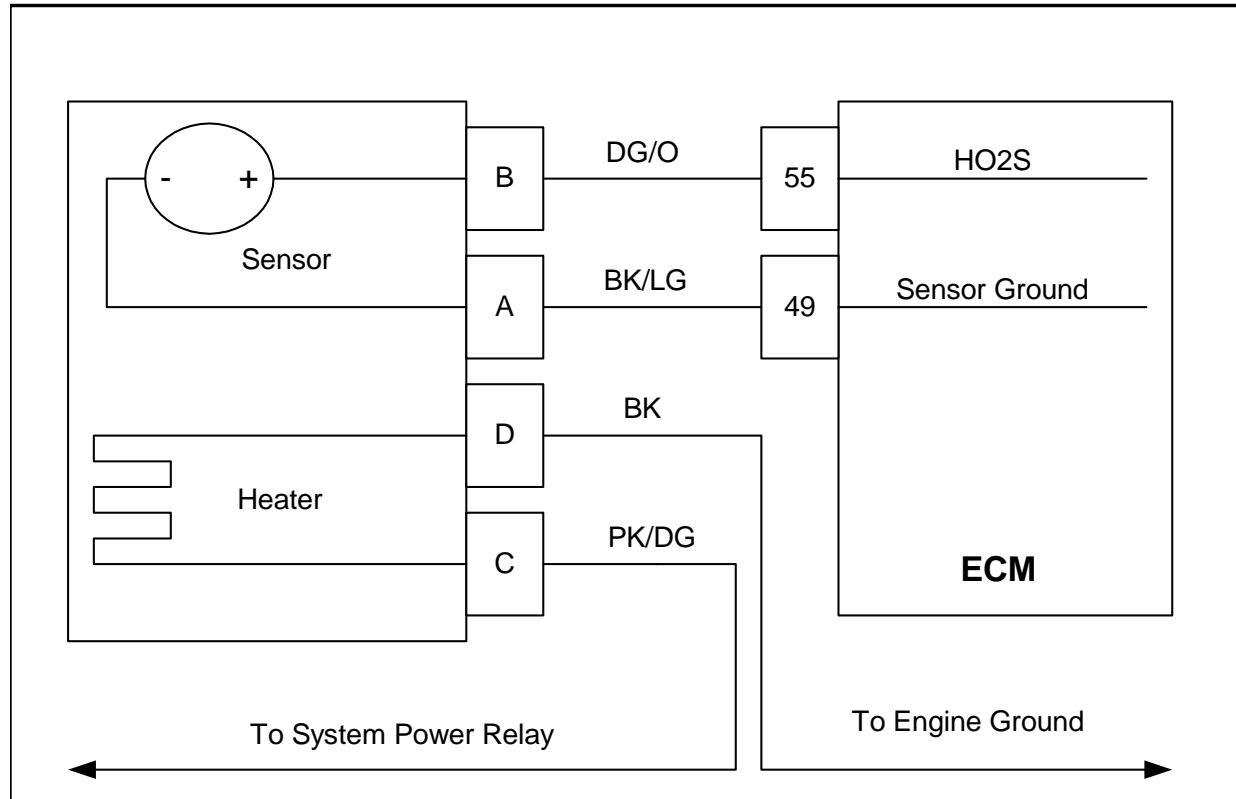 B
DG/O
55
HO2S
- +
Sensor
A
BK/LG
49
Sensor Ground
D
BK
Heater
C
PK/DG
ECM
To System Power Relay
To Engine Ground